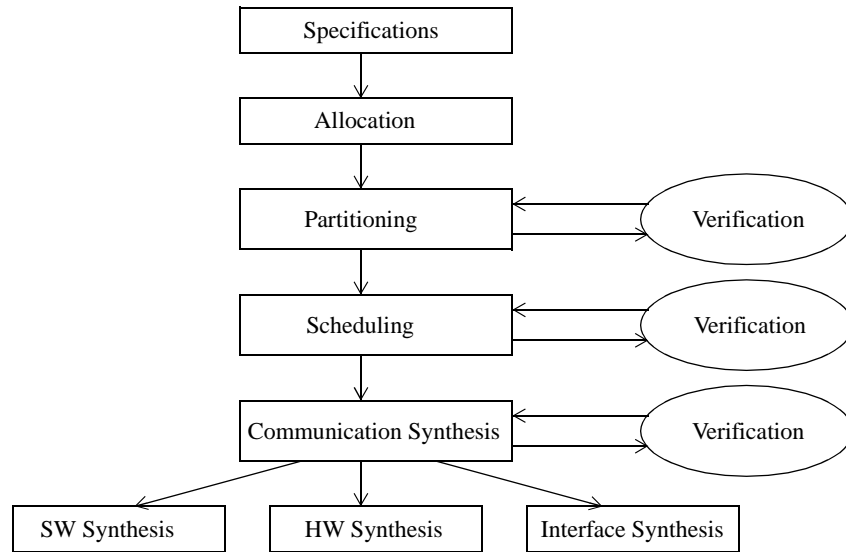 Specifications
Allocation
Partitioning
Verification
Scheduling
Verification
Communication Synthesis
Verification
SW Synthesis
HW Synthesis
Interface Synthesis